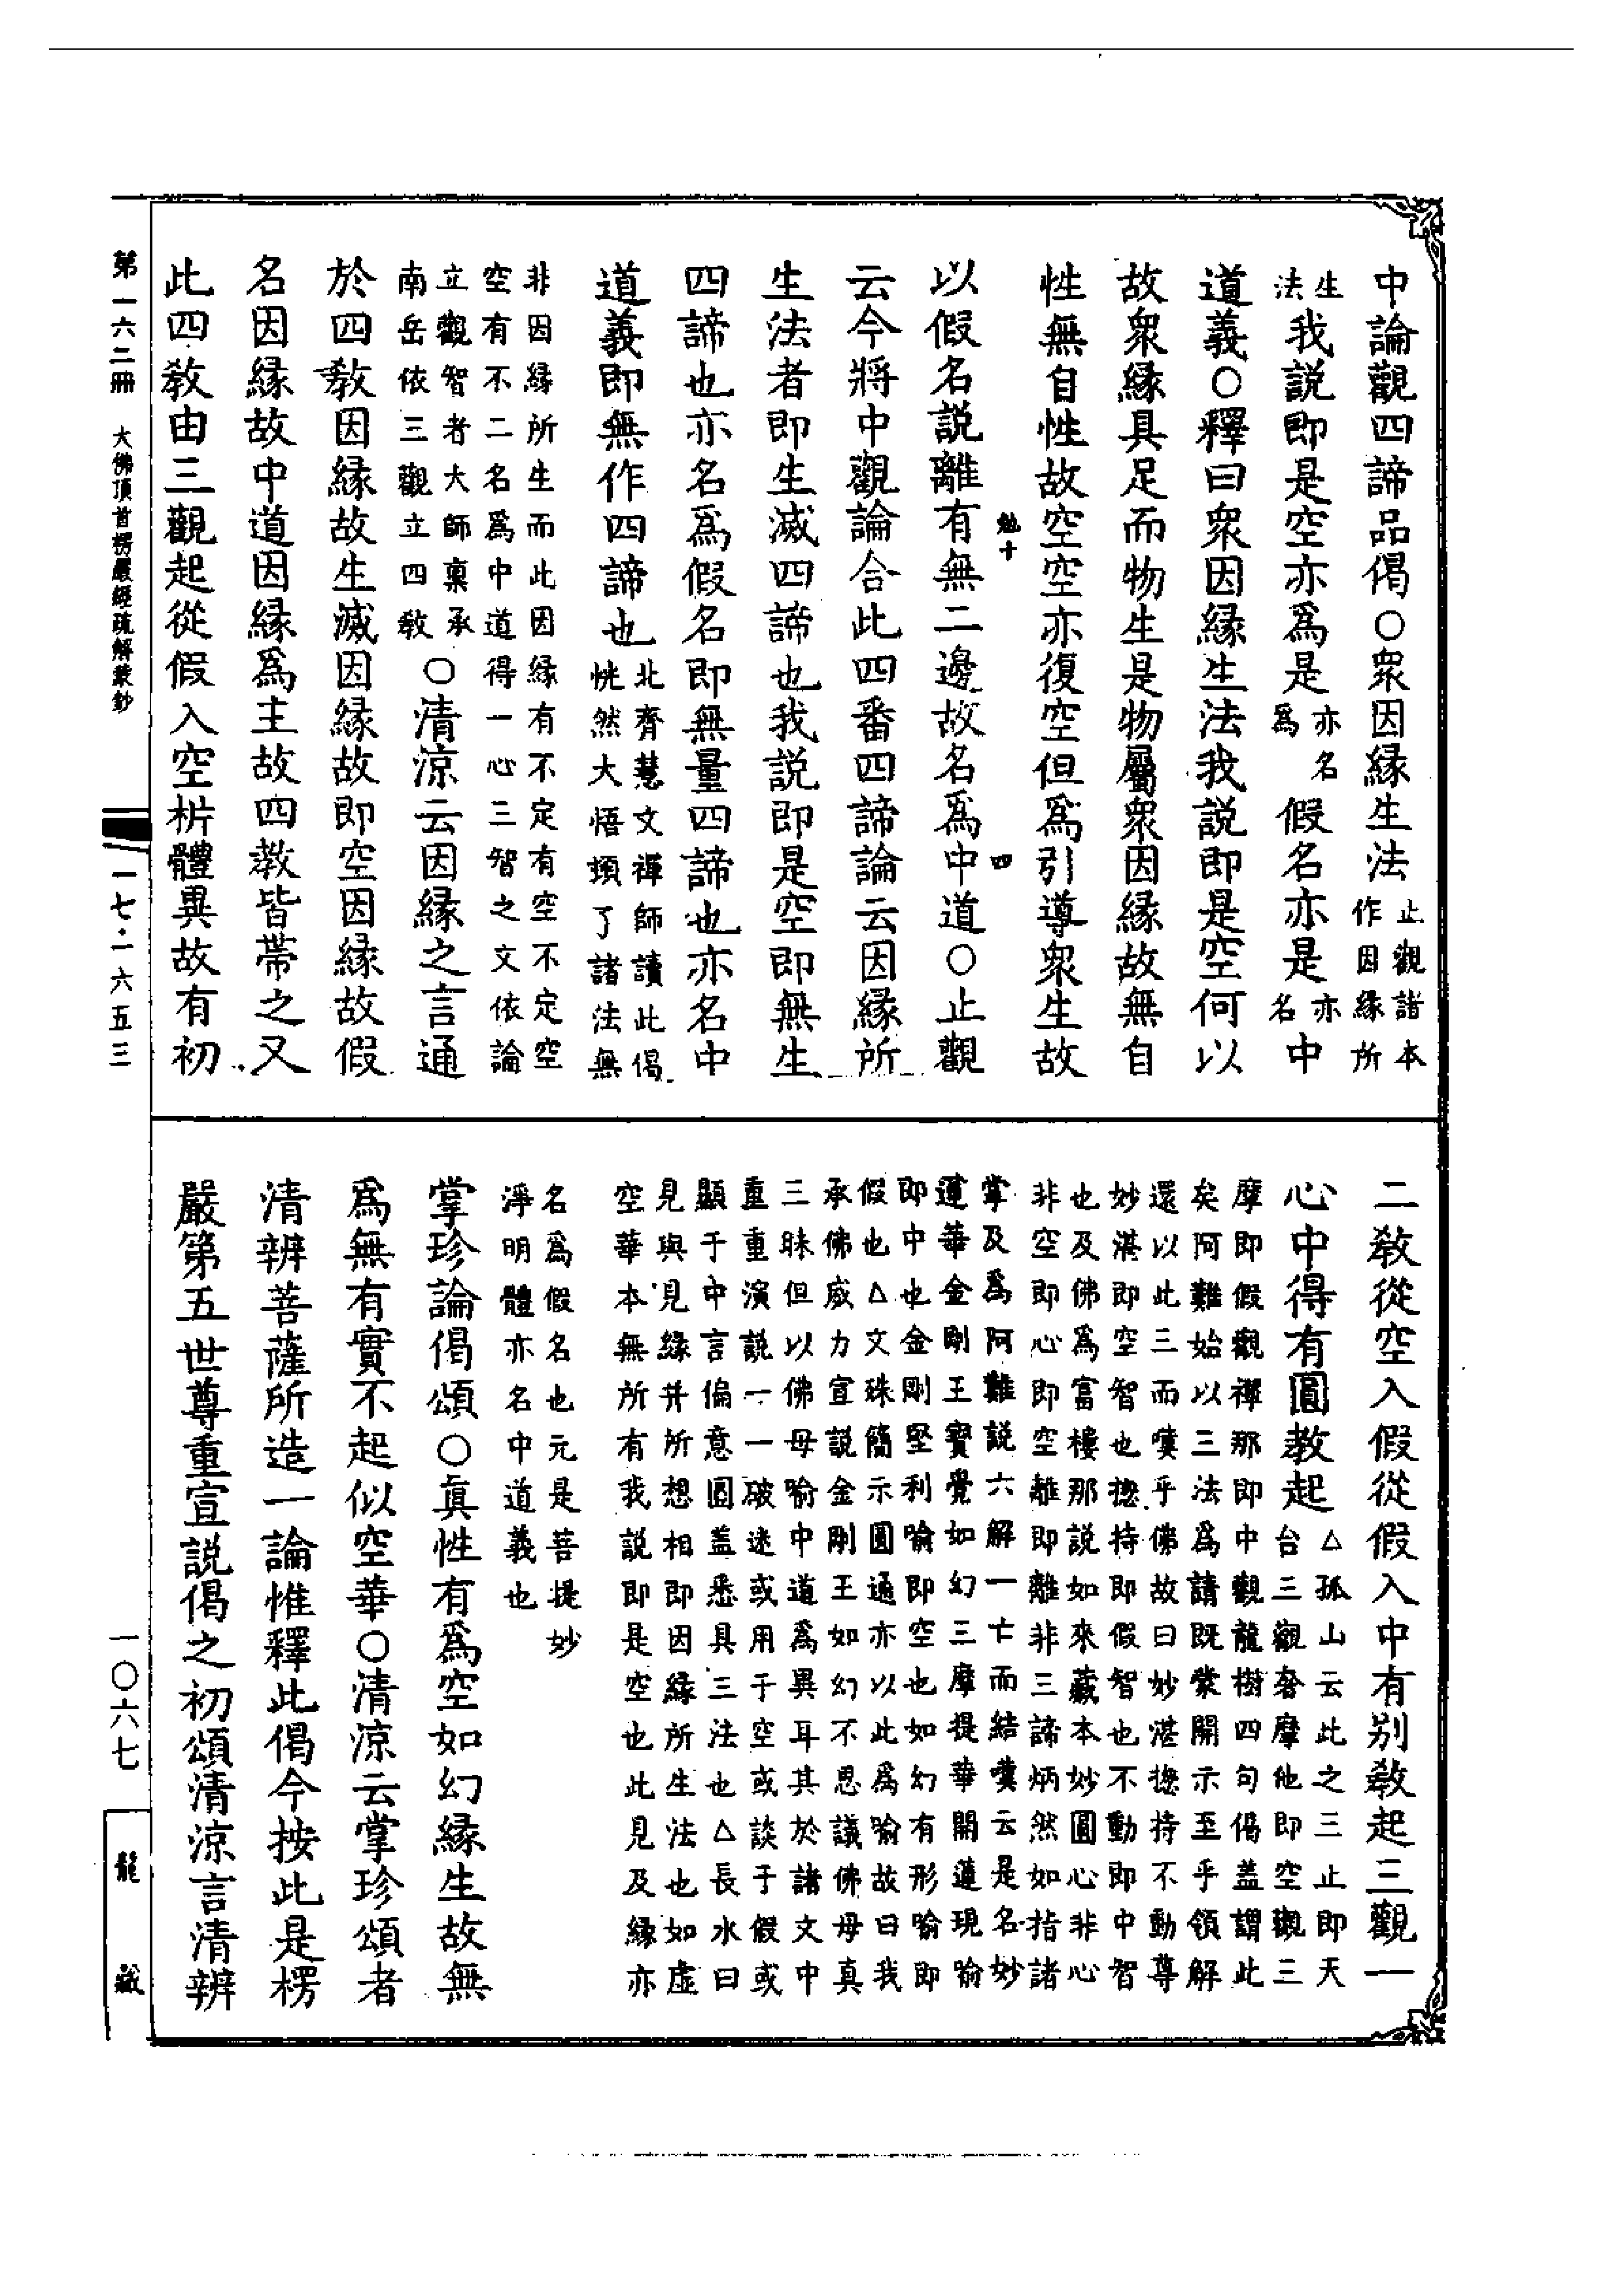 中論觀四諦品偈〇衆因緣生法止觀諸本作因緣所
生法我說即是空亦爲是亦名爲假名亦是亦名中
道義〇釋曰衆因緣生法我說即是空何以
故衆緣具足而物生是物屬衆因緣故無自
性無自性故空空亦復空但爲引導衆生故
勉十 四
以假名說離有無二邊故名爲中道〇止觀
云今將中觀論合此四番四諦論云因緣所
生法者即生滅四諦也我說即是空即無生
四諦也亦名爲假名即無量四諦也亦名中
道義即無作四諦也北齊慧文禪師讀此偈恍然大悟頓了諸法無
非因緣所生而此因緣有不定有空不定空空有不二名爲中道得一心三智之文依論
立觀智者大師稟承南岳依三觀立四教〇清涼云因緣之言通
於四教因緣故生滅因緣故即空因緣故假
名因緣故中道因緣爲主故四教皆帶之又
此四教由三觀起從假入空析體異故有初
第一六二冊 大佛頂首楞嚴經疏解蒙鈔 一七·一六五三
二教從空入假從假入中有別教起三觀一
心中得有圓教起△孤山云此之三止即天台三觀奢摩他即空觀三
摩即假觀禪那即中觀龍樹四句偈蓋謂此矣阿難始以三法爲請既蒙開示至乎領解
還以此三而嘆乎佛故曰妙湛摠持不動尊妙湛即空智也摠持即假智也不動即中智
也及佛爲富樓那說如來藏本妙圓心非心非空即心即空離即離非三諦炳然如指諸
掌及爲阿難說六解一亡而結嘆云是名妙蓮華金剛王寶覺如幻三摩提華開蓮現喻
即中也金剛堅利喻即空也如幻有形喻即假也△文殊簡示圓通亦以此爲喻故曰我
承佛威力宣說金剛王如幻不思議佛母真三昧但以佛母喻中道爲異耳其於諸文中
重重演說一一破迷或用于空或談于假或顯于中言偏意圓蓋悉具三法也△長水曰
見與見緣并所想相即因緣所生法也如虛空華本無所有我說即是空也此見及緣亦
名爲假名也元是菩提妙淨明體亦名中道義也
掌珍論偈頌〇真性有爲空如幻緣生故無
爲無有實不起似空華〇清涼云掌珍頌者
清辨菩薩所造一論惟釋此偈今按此是楞
嚴第五世尊重宣說偈之初頌清涼言清辨
一〇六七 龍藏